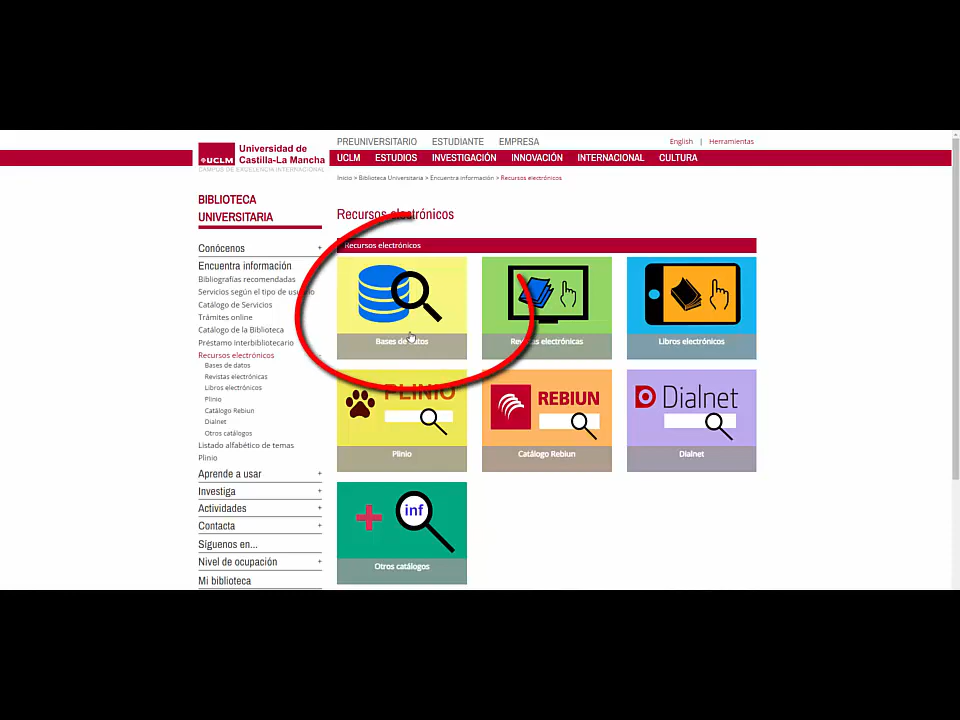 PREUNIVERSITARIO ESTUDIANTE EMPRESA
English | Herramientas
UCLM
Universidad de
Castilla-La Mancha
CAMPUS DE EXCELENCIA INTERNACIONAL
UCLM ESTUDIOS INVESTIGACIÓN INNOVACIÓN INTERNACIONAL CULTURA
Inicio > Biblioteca Universitaria > Encuentra información > Recursos electrónicos
BIBLIOTECA
UNIVERSITARIA
Conócenos +
Encuentra información
Bibliografías recomendadas
Servicios según el tipo de usuario
Catálogo de Servicios
Trámites online
Catálogo de la Biblioteca
Préstamo interbibliotecario
Recursos electrónicos
Bases de datos
Revistas electrónicas
Libros electrónicos
Plinio
Catálogo Rebiun
Dialnet
Otros catálogos
Listado alfabético de temas
Plinio
Aprende a usar +
Investiga +
Actividades +
Contacta +
Síguenos en...
Nivel de ocupación +
Mi biblioteca
Recursos electrónicos
Recursos electrónicos
Bases de datos
Revistas electrónicas
Libros electrónicos
PLINIO
Plinio
REBIUN
Catálogo Rebiun
Dialnet
Dialnet
inf
Otros catálogos